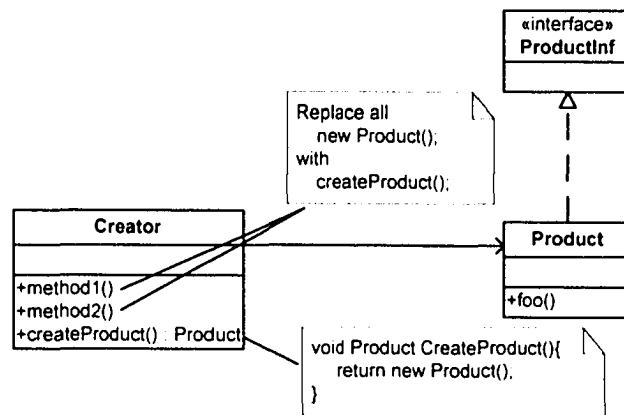 «interface»
ProductInf
Replace all
new Product();
with
createProduct();
Creator
+method1()
+method2()
+createProduct() : Product
Product
+foo()
void Product CreateProduct(){
return new Product();
}